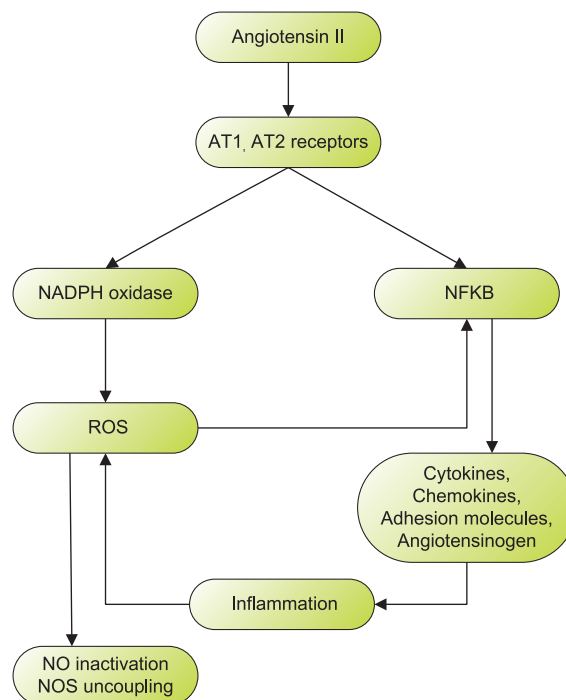 Angiotensin II
AT1, AT2 receptors
NADPH oxidase
NFKB
ROS
Cytokines,
Chemokines,
Adhesion molecules,
Angiotensinogen
Inflammation
NO inactivation
NOS uncoupling